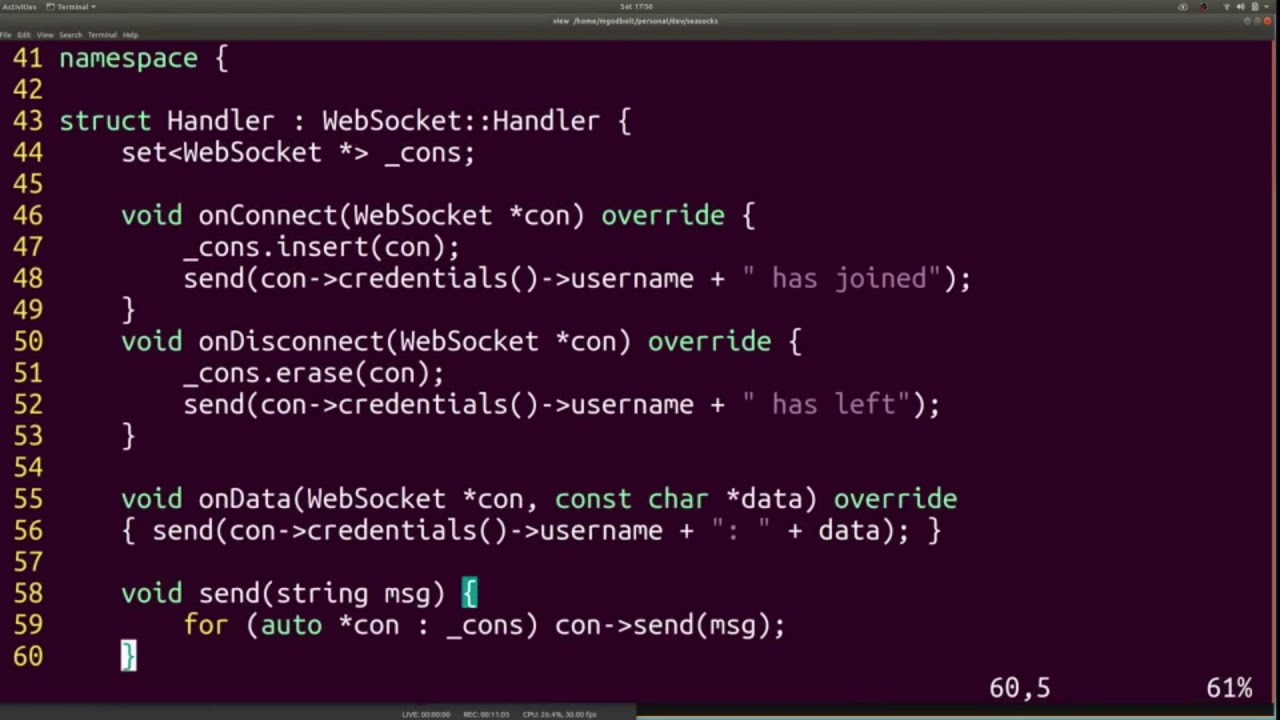 Activities Terminal Sat 17:50
view /home/mgodbolt/personal/dev/seasocks
File Edit View Search Terminal Help
41 namespace {
42
43 struct Handler : WebSocket::Handler {
44     set<WebSocket *> _cons;
45
46     void onConnect(WebSocket *con) override {
47         _cons.insert(con);
48         send(con->credentials()->username + " has joined");
49     }
50     void onDisconnect(WebSocket *con) override {
51         _cons.erase(con);
52         send(con->credentials()->username + " has left");
53     }
54
55     void onData(WebSocket *con, const char *data) override
56     { send(con->credentials()->username + ": " + data); }
57
58     void send(string msg) {
59         for (auto *con : _cons) con->send(msg);
60     }
60,5 61%
LIVE: 00:00:00 REC: 00:11:05 CPU: 26.4%, 30.00 fps